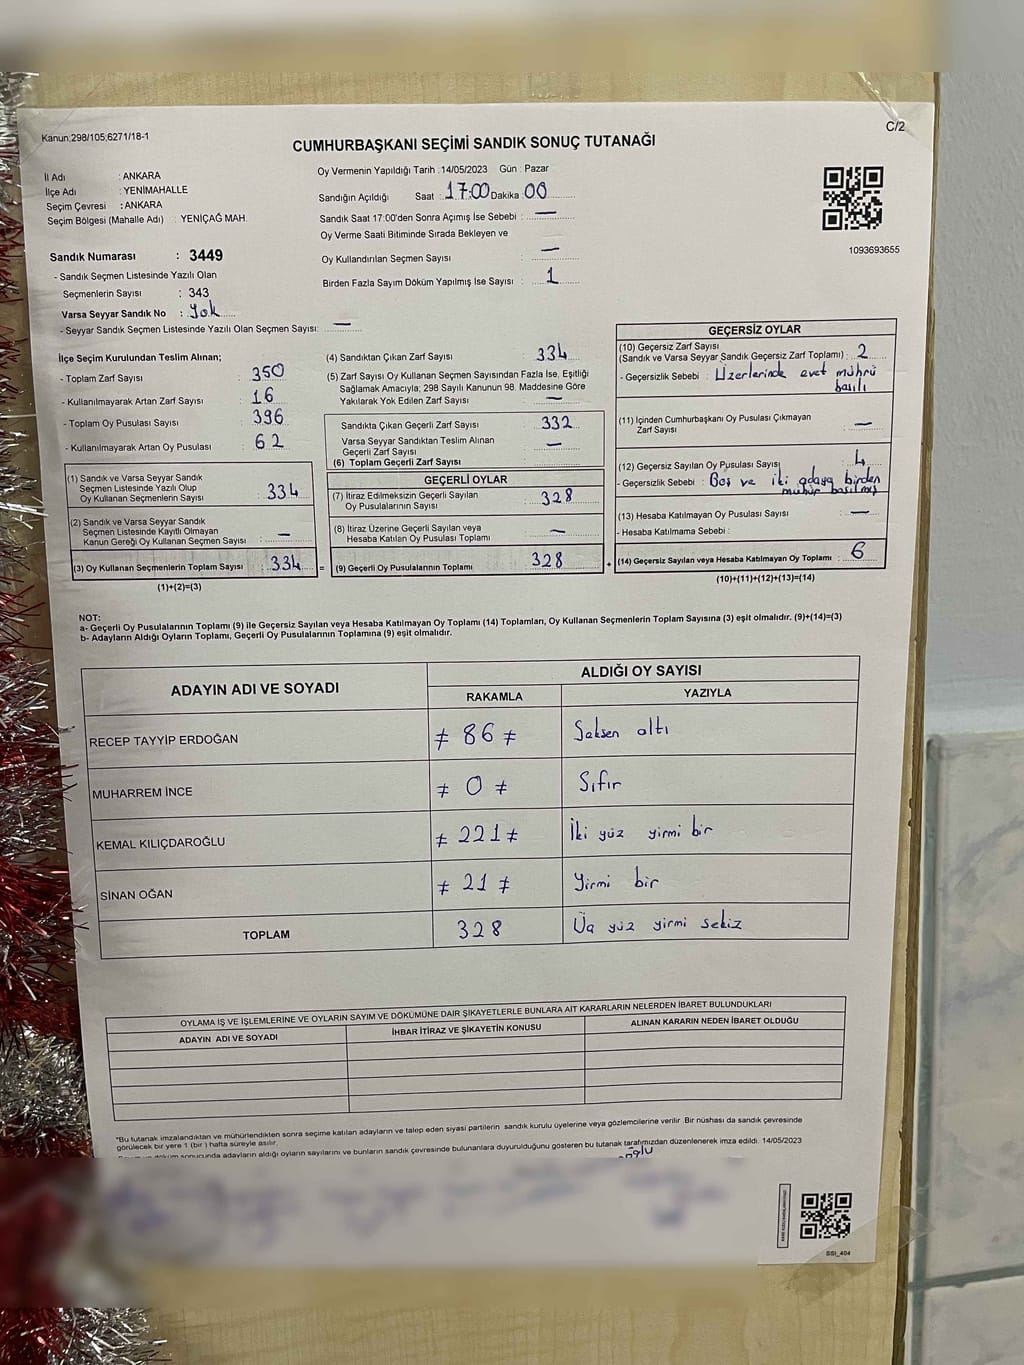 Kanun:298/105,6271/18-1
C/2
CUMHURBAŞKANI SEÇİMİ SANDIK SONUÇ TUTANAĞI
İl Adı : ANKARA
İlçe Adı : YENİMAHALLE
Seçim Çevresi : ANKARA
Seçim Bölgesi (Mahalle Adı) : YENİÇAĞ MAH.
Oy Vermenin Yapıldığı Tarih :14/05/2023 Gün : Pazar
Sandığın Açıldığı Saat : 17:00 Dakika 00
Sandık Saat 17:00'den Sonra Açımış İse Sebebi : —
Oy Verme Saati Bitiminde Sırada Bekleyen ve
Oy Kullandırılan Seçmen Sayısı : —
Birden Fazla Sayım Döküm Yapılmış İse Sayısı : 1
1093693655
Sandık Numarası : 3449
- Sandık Seçmen Listesinde Yazılı Olan
Seçmenlerin Sayısı : 343
Varsa Seyyar Sandık No : Yok
- Seyyar Sandık Seçmen Listesinde Yazılı Olan Seçmen Sayısı: —
İlçe Seçim Kurulundan Teslim Alınan;
- Toplam Zarf Sayısı : 350
- Kullanılmayarak Artan Zarf Sayısı : 16
- Toplam Oy Pusulası Sayısı : 396
- Kullanılmayarak Artan Oy Pusulası : 62
(1) Sandık ve Varsa Seyyar Sandık
Seçmen Listesinde Yazılı Olup
Oy Kullanan Seçmenlerin Sayısı : 334
(2) Sandık ve Varsa Seyyar Sandık
Seçmen Listesinde Kayıtlı Olmayan
Kanun Gereği Oy Kullanan Seçmen Sayısı : —
(3) Oy Kullanan Seçmenlerin Toplam Sayısı : 334 =
(1)+(2)=(3)
(4) Sandıktan Çıkan Zarf Sayısı : 334
(5) Zarf Sayısı Oy Kullanan Seçmen Sayısından Fazla İse, Eşitliği
Sağlamak Amacıyla; 298 Sayılı Kanunun 98. Maddesine Göre
Yakılarak Yok Edilen Zarf Sayısı : —
Sandıkta Çıkan Geçerli Zarf Sayısı : 332
Varsa Seyyar Sandıktan Teslim Alınan
Geçerli Zarf Sayısı : —
(6) Toplam Geçerli Zarf Sayısı :
GEÇERLİ OYLAR
(7) İtiraz Edilmeksizin Geçerli Sayılan
Oy Pusulalarının Sayısı : 328
(8) İtiraz Üzerine Geçerli Sayılan veya
Hesaba Katılan Oy Pusulası Toplamı : —
(9) Geçerli Oy Pusulalarının Toplamı : 328 +
GEÇERSİZ OYLAR
(10) Geçersiz Zarf Sayısı
(Sandık ve Varsa Seyyar Sandık Geçersiz Zarf Toplamı) : 2
- Geçersizlik Sebebi : Üzerlerinde evet mührü
basılı
(11) İçinden Cumhurbaşkanı Oy Pusulası Çıkmayan
Zarf Sayısı : —
(12) Geçersiz Sayılan Oy Pusulası Sayısı : 4
- Geçersizlik Sebebi : Boş ve iki adaya birden
mühür basılmış
(13) Hesaba Katılmayan Oy Pusulası Sayısı : —
- Hesaba Katılmama Sebebi :
(14) Geçersiz Sayılan veya Hesaba Katılmayan Oy Toplamı : 6
(10)+(11)+(12)+(13)=(14)
NOT:
a- Geçerli Oy Pusulalarının Toplamı (9) ile Geçersiz Sayılan veya Hesaba Katılmayan Oy Toplamı (14) Toplamları, Oy Kullanan Seçmenlerin Toplam Sayısına (3) eşit olmalıdır. (9)+(14)=(3)
b- Adayların Aldığı Oyların Toplamı, Geçerli Oy Pusulalarının Toplamına (9) eşit olmalıdır.
ADAYIN ADI VE SOYADI
ALDIĞI OY SAYISI
RAKAMLA YAZIYLA
RECEP TAYYİP ERDOĞAN ≠ 86 ≠ Seksen altı
MUHARREM İNCE ≠ 0 ≠ Sıfır
KEMAL KILIÇDAROĞLU ≠ 221 ≠ İki yüz yirmi bir
SİNAN OĞAN ≠ 21 ≠ Yirmi bir
TOPLAM 328 Üç yüz yirmi sekiz
OYLAMA İŞ VE İŞLEMLERİNE VE OYLARIN SAYIM VE DÖKÜMÜNE DAİR ŞİKAYETLERLE BUNLARA AİT KARARLARIN NELERDEN İBARET BULUNDUKLARI
ADAYIN ADI VE SOYADI İHBAR İTİRAZ VE ŞİKAYETİN KONUSU ALINAN KARARIN NEDEN İBARET OLDUĞU
*Bu tutanak imzalandıktan ve mühürlendikten sonra seçime katılan adayların ve talep eden siyasi partilerin sandık kurulu üyelerine veya gözlemcilerine verilir. Bir nüshası da sandık çevresinde
görülecek bir yere 1 (bir ) hafta süreyle asılır.
döküm sonucunda adayların aldığı oyların sayılarını ve bunların sandık çevresinde bulunanlara duyurulduğunu gösteren bu tutanak tarafımızdan düzenlenerek imza edildi. 14/05/2023
SSI_404